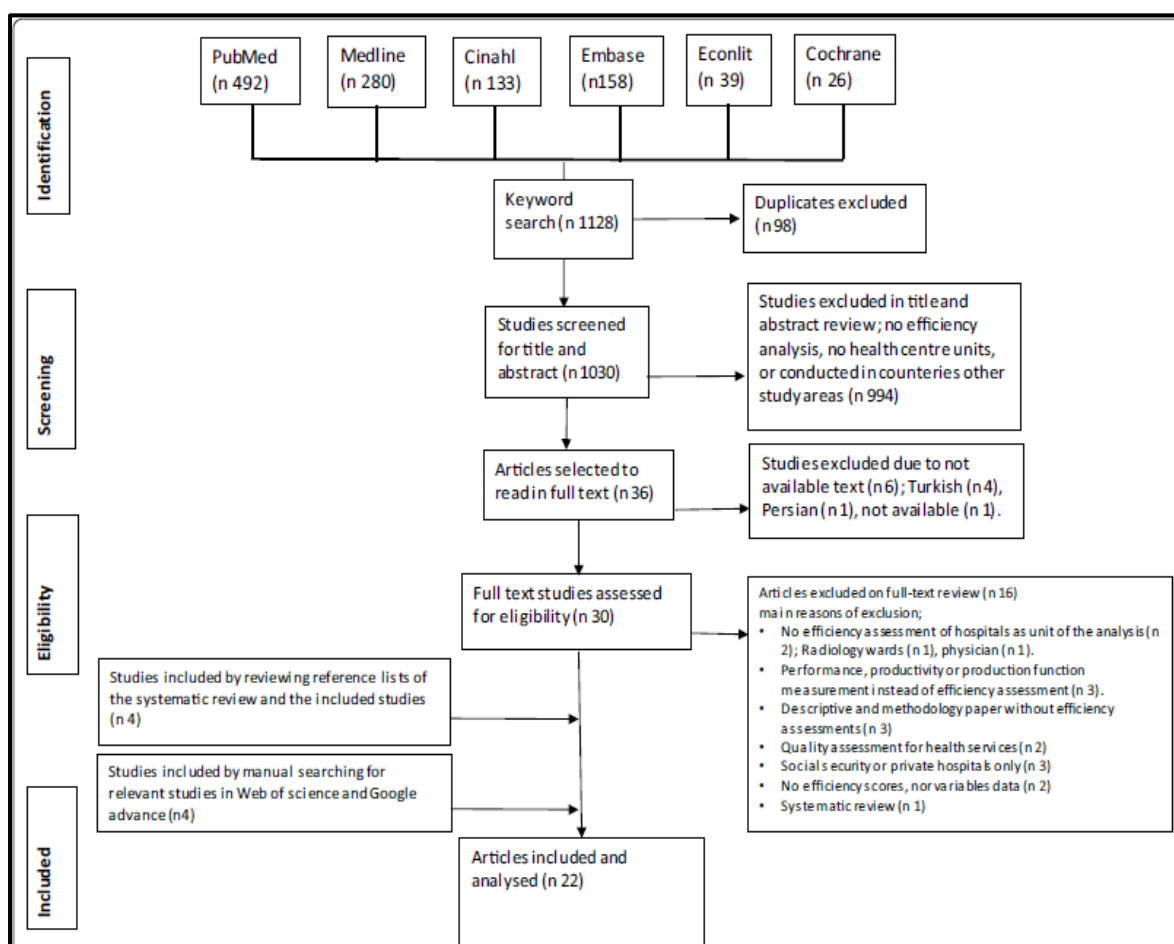 Identification
PubMed
(n 492)
Medline
(n 280)
Cinahl
(n 133)
Embase
(n158)
Econlit
(n 39)
Cochrane
(n 26)
Keyword
search (n 1128)
Duplicates excluded
(n98)
Screening
Studies screened
for title and
abstract (n1030)
Studies excluded in title and
abstract review; no efficiency
analysis, no health centre units,
or conducted in counteries other
study areas (n 994)
Articles selected to
read in full text (n36)
Studies excluded due to not
available text (n6); Turkish (n4),
Persian (n1), not available (n1).
Eligibility
Full text studies assessed
for eligibility (n 30)
Articles excluded on full-text review (n 16)
main reasons of exclusion;
• No efficiency assessment of hospitals as unit of the analysis (n
2); Radiology wards (n 1), physician (n 1).
• Performance, productivity or production function
measurement instead of efficiency assessment (n 3).
• Descriptive and methodology paper without efficiency
assessments (n 3)
• Quality assessment for health services (n 2)
• Social security or private hospitals only (n 3)
• No efficiency scores, nor variables data (n 2)
• Systematic review (n 1)
Studies included by reviewing reference lists
of the systematic review and the included studies
(n 4)
Studies included by manual searching for
relevant studies in Web of science and Google
advance (n4)
Included
Articles included and
analysed (n 22)